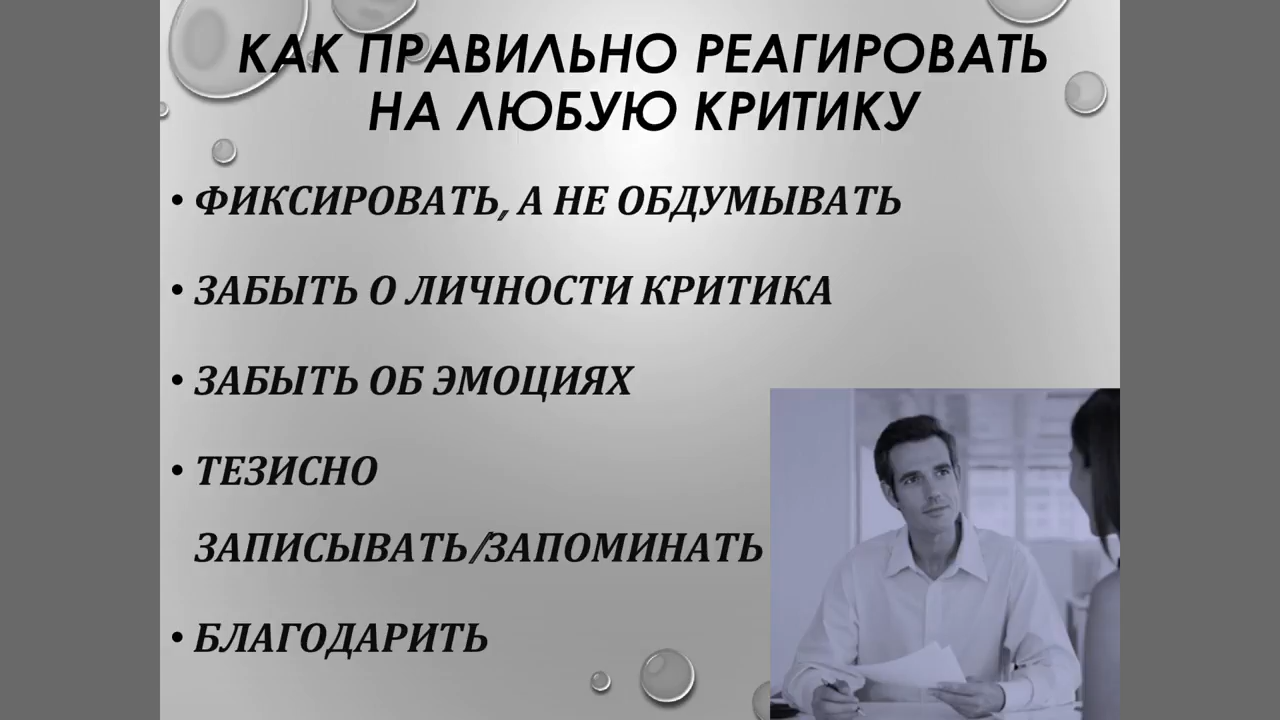 КАК ПРАВИЛЬНО РЕАГИРОВАТЬ
НА ЛЮБУЮ КРИТИКУ
• ФИКСИРОВАТЬ, А НЕ ОБДУМЫВАТЬ
• ЗАБЫТЬ О ЛИЧНОСТИ КРИТИКА
• ЗАБЫТЬ ОБ ЭМОЦИЯХ
• ТЕЗИСНО
ЗАПИСЫВАТЬ/ЗАПОМИНАТЬ
• БЛАГОДАРИТЬ